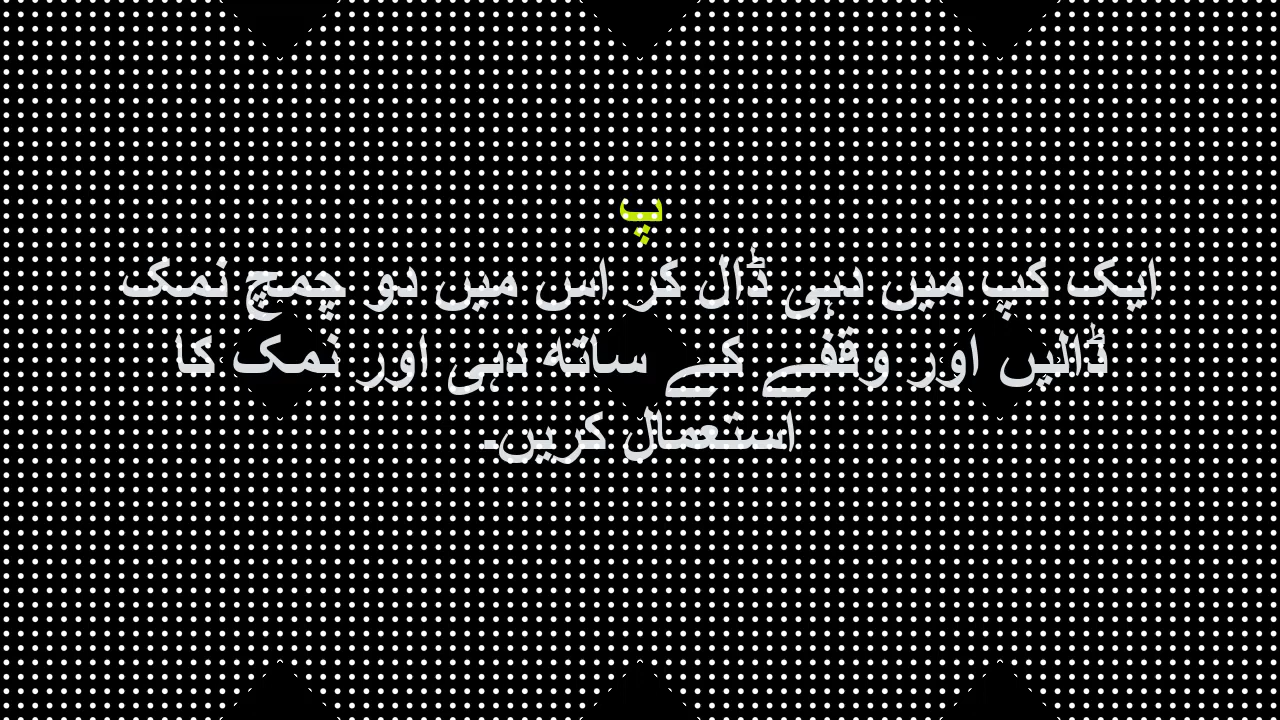 پ
ایک کپ میں دہی ڈال کر اس میں دو چمچ نمک
ڈالیں اور وقفے کے ساتھ دہی اور نمک کا
استعمال کریں۔